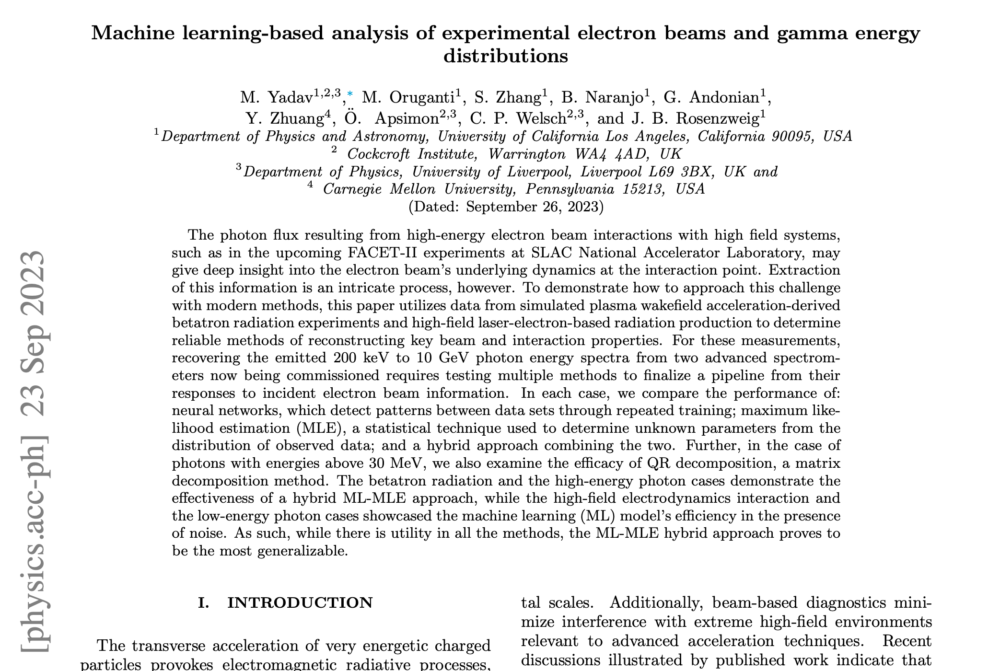 Machine learning-based analysis of experimental electron beams and gamma energy
distributions
M. Yadav1,2,3,* M. Oruganti1, S. Zhang1, B. Naranjo1, G. Andonian1,
Y. Zhuang4, Ö. Apsimon2,3, C. P. Welsch2,3, and J. B. Rosenzweig1
1Department of Physics and Astronomy, University of California Los Angeles, California 90095, USA
2 Cockcroft Institute, Warrington WA4 4AD, UK
3Department of Physics, University of Liverpool, Liverpool L69 3BX, UK and
4 Carnegie Mellon University, Pennsylvania 15213, USA
(Dated: September 26, 2023)
The photon flux resulting from high-energy electron beam interactions with high field systems,
such as in the upcoming FACET-II experiments at SLAC National Accelerator Laboratory, may
give deep insight into the electron beam's underlying dynamics at the interaction point. Extraction
of this information is an intricate process, however. To demonstrate how to approach this challenge
with modern methods, this paper utilizes data from simulated plasma wakefield acceleration-derived
betatron radiation experiments and high-field laser-electron-based radiation production to determine
reliable methods of reconstructing key beam and interaction properties. For these measurements,
recovering the emitted 200 keV to 10 GeV photon energy spectra from two advanced spectrom-
eters now being commissioned requires testing multiple methods to finalize a pipeline from their
responses to incident electron beam information. In each case, we compare the performance of:
neural networks, which detect patterns between data sets through repeated training; maximum like-
lihood estimation (MLE), a statistical technique used to determine unknown parameters from the
distribution of observed data; and a hybrid approach combining the two. Further, in the case of
photons with energies above 30 MeV, we also examine the efficacy of QR decomposition, a matrix
decomposition method. The betatron radiation and the high-energy photon cases demonstrate the
effectiveness of a hybrid ML-MLE approach, while the high-field electrodynamics interaction and
the low-energy photon cases showcased the machine learning (ML) model's efficiency in the presence
of noise. As such, while there is utility in all the methods, the ML-MLE hybrid approach proves to
be the most generalizable.
[physics.acc-ph] 23 Sep 2023
I. INTRODUCTION
The transverse acceleration of very energetic charged
particles provokes electromagnetic radiative processes,
tal scales. Additionally, beam-based diagnostics mini-
mize interference with extreme high-field environments
relevant to advanced acceleration techniques. Recent
discussions illustrated by published work indicate that